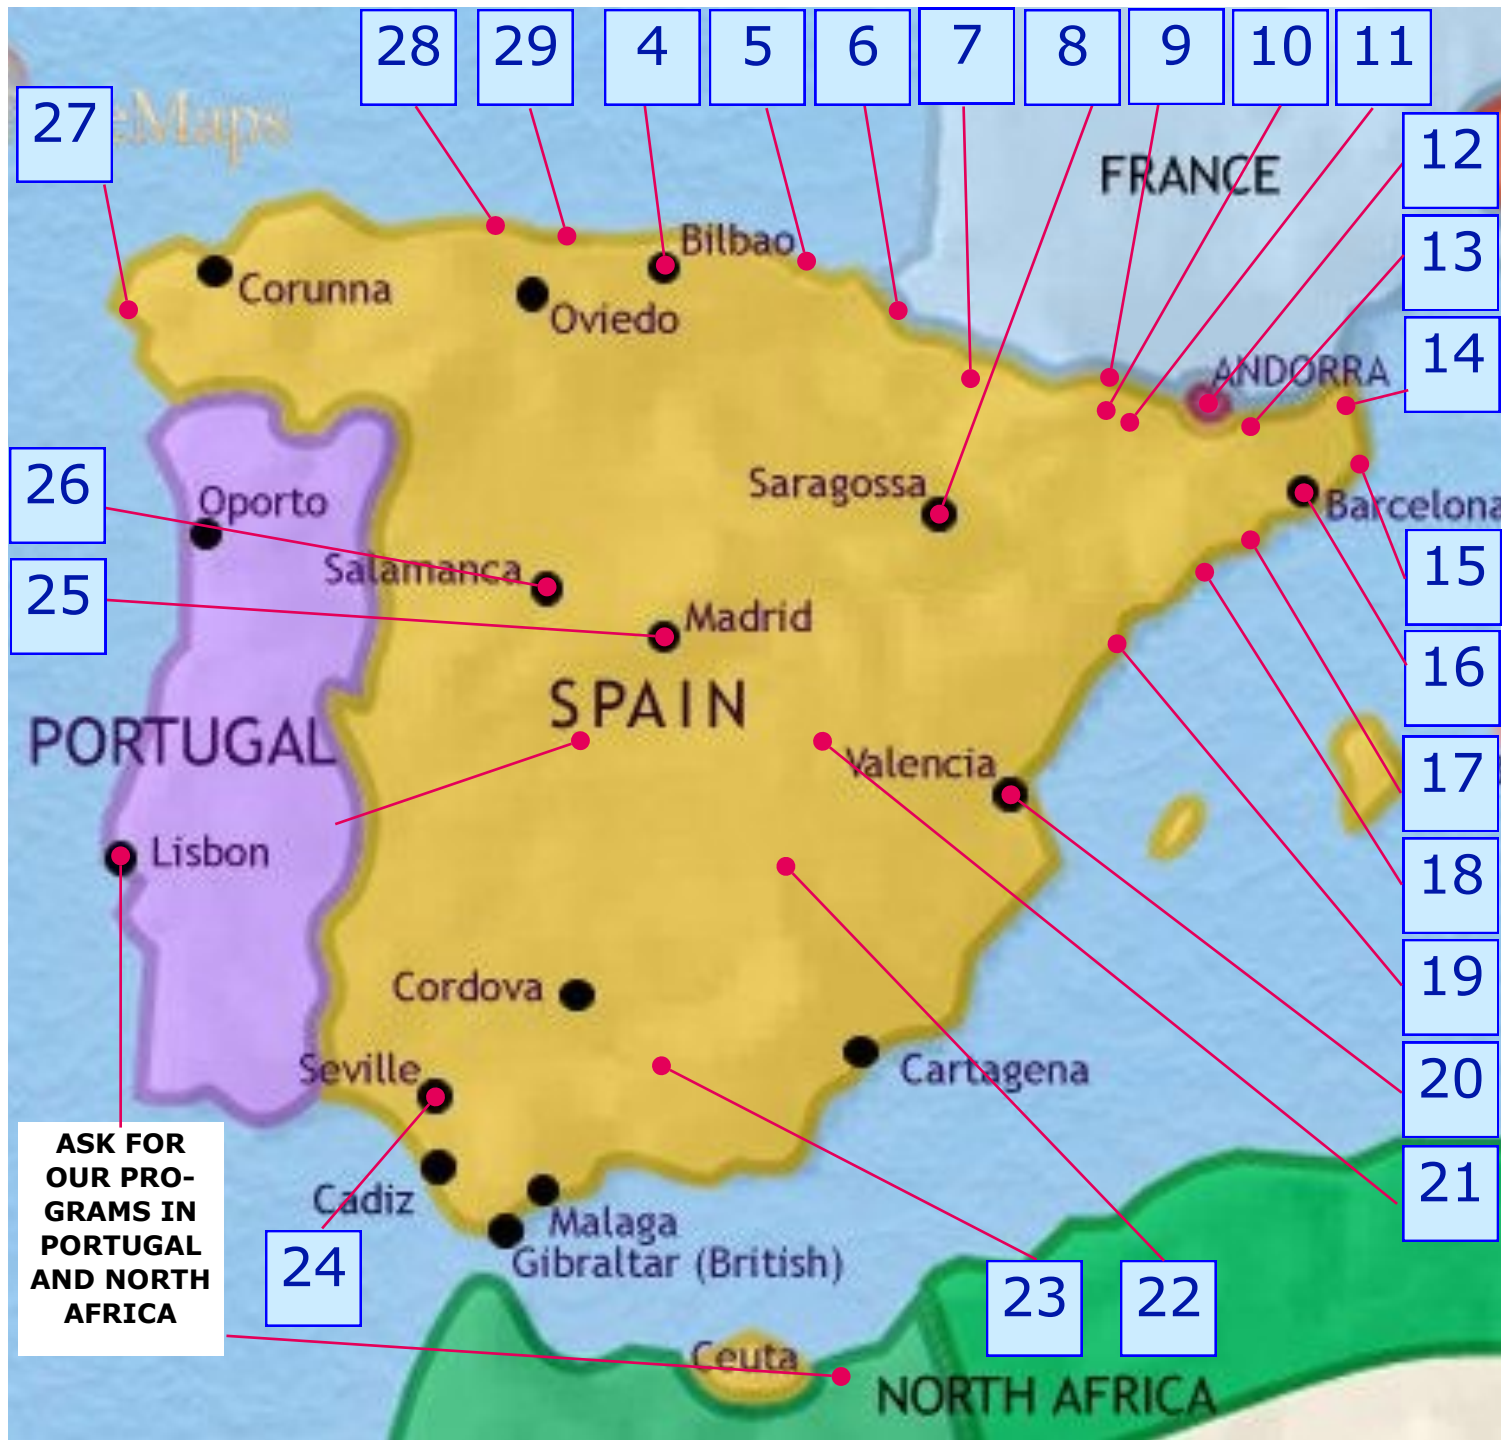 28
29
4
5
6
7
8
9
10
11
27
eMaps
12
FRANCE
13
Bilbao
Corunna
Oviedo
14
ANDORRA
26
Saragossa
Oporto
Barcelona
15
Salamanca
25
Madrid
16
SPAIN
PORTUGAL
17
Valencia
Lisbon
18
19
Cordova
Seville
Cartagena
20
ASK FOR
OUR PRO-
GRAMS IN
PORTUGAL
AND NORTH
AFRICA
21
Cadiz
Malaga
Gibraltar (British)
24
23
22
Ceuta
NORTH AFRICA